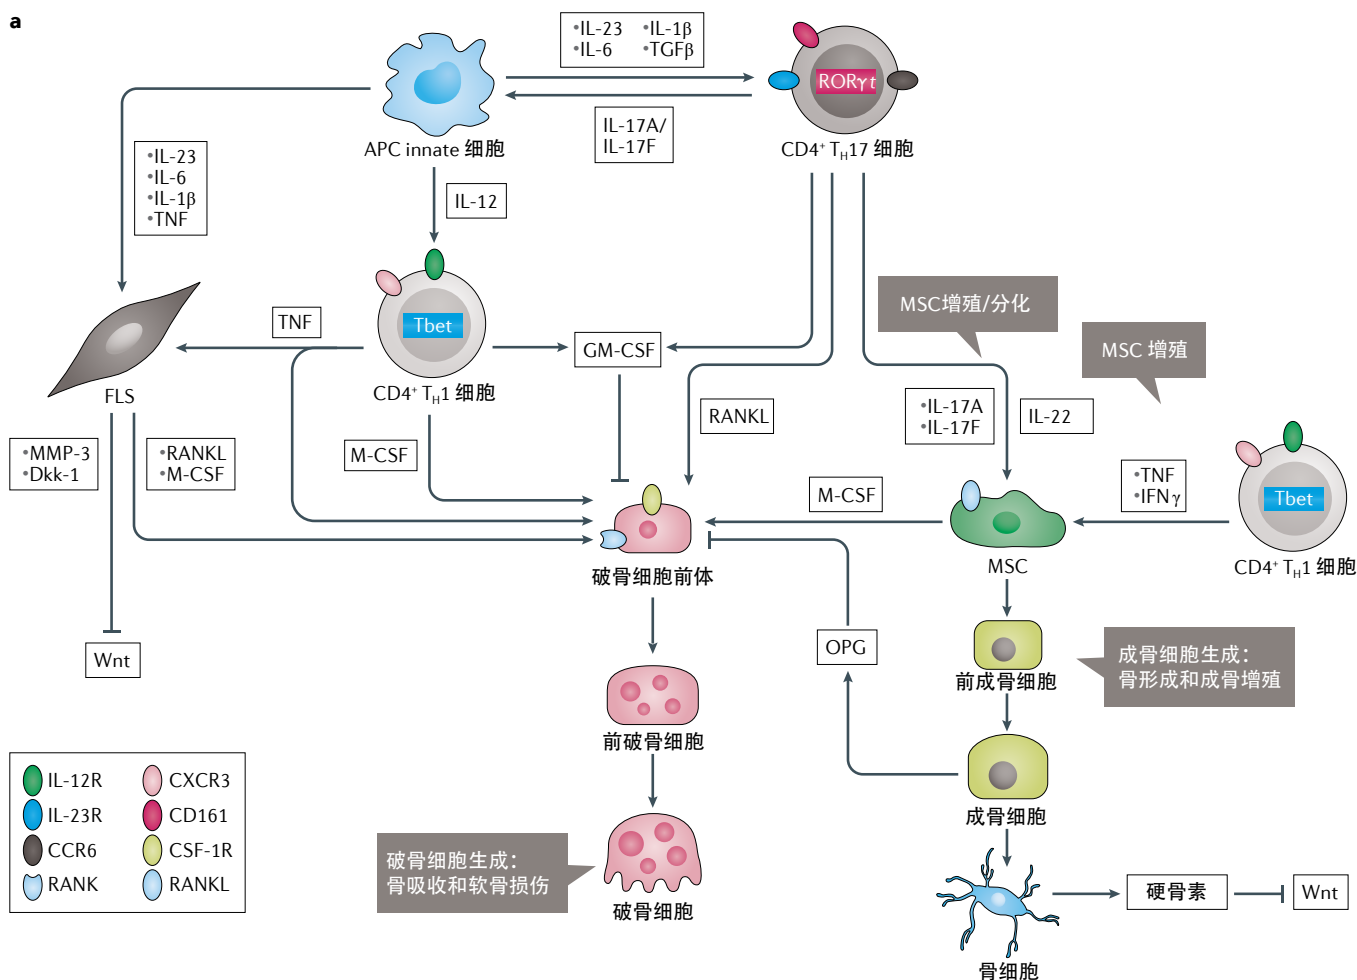 a
•IL-23 •IL-1β
•IL-6 •TGFβ
RORγt
IL-17A/
IL-17F
APC innate 细胞
CD4⁺ Tₕ17 细胞
•IL-23
•IL-6
•IL-1β
•TNF
IL-12
MSC增殖/分化
TNF
Tbet
GM-CSF
MSC 增殖
CD4⁺ Tₕ1 细胞
FLS
•MMP-3
•Dkk-1
•RANKL
•M-CSF
M-CSF
RANKL
•IL-17A
•IL-17F
IL-22
M-CSF
•TNF
•IFNγ
Tbet
破骨细胞前体
MSC
CD4⁺ Tₕ1 细胞
Wnt
OPG
前成骨细胞
成骨细胞生成：
骨形成和成骨增殖
前破骨细胞
成骨细胞
IL-12R
CXCR3
IL-23R
CD161
CCR6
CSF-1R
RANK
RANKL
破骨细胞生成：
骨吸收和软骨损伤
破骨细胞
硬骨素
Wnt
骨细胞